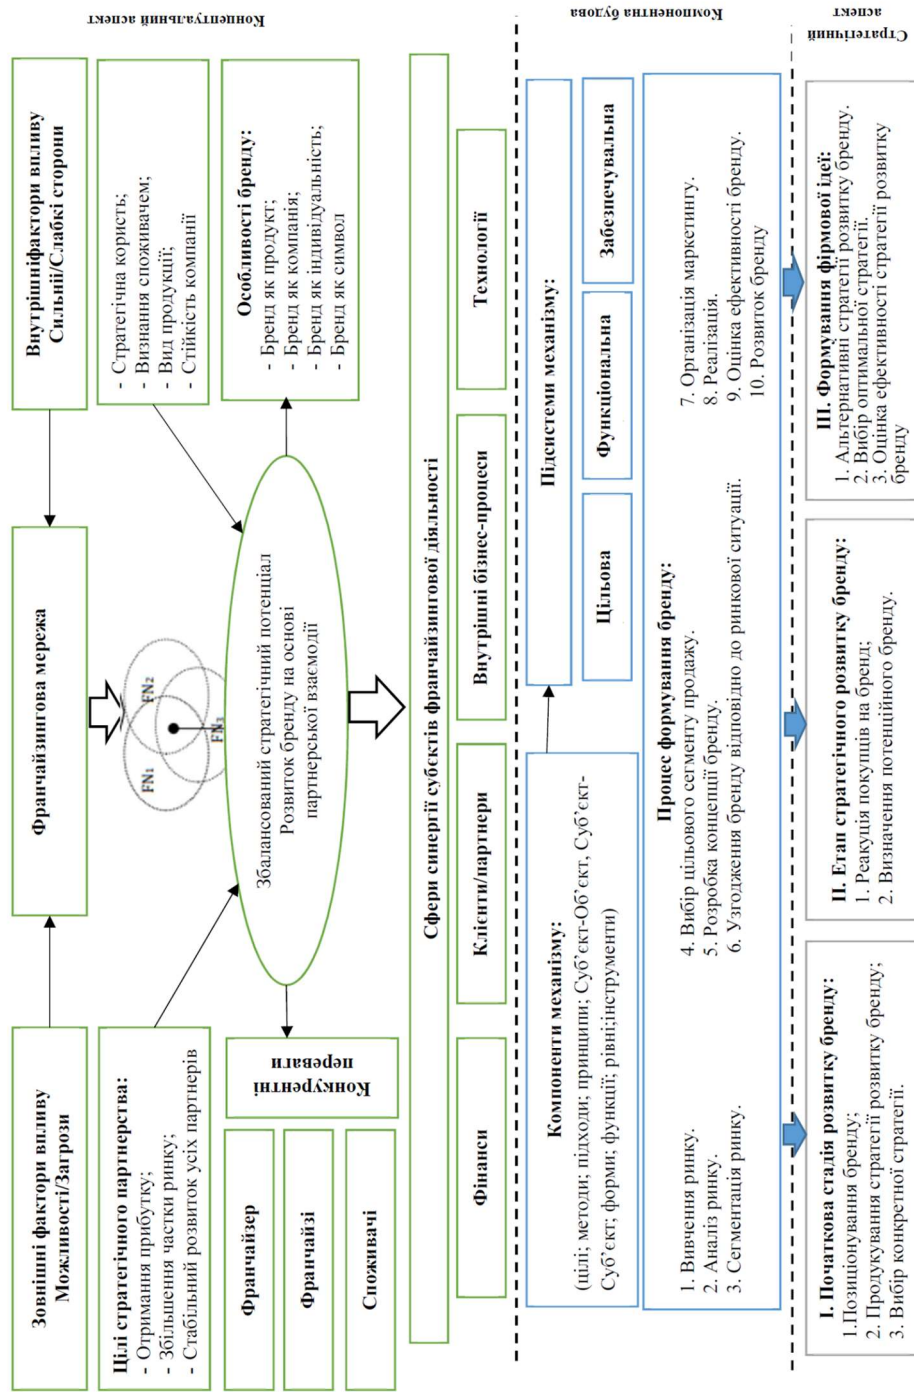 Концептуальний аспект
Зовнішні фактори впливу
Можливості/Загрози
Франчайзингова мережа
Внутрішніфактори впливу
Сильнії/Слабкі сторони
Цілі стратегічного партнерства:
- Отримання прибутку;
- Збільшення частки ринку;
- Стабільний розвиток усіх партнерів
FN1
FN2
FN3
- Стратегічна користь;
- Визнання споживачем;
- Вид продукції;
- Стійкість компанії
Франчайзер
Франчайзі
Споживачі
Конкурентні
переваги
Збалансований стратегічний потенціал
Розвиток бренду на основі
партнерської взаємодії
Особливості бренду:
- Бренд як продукт;
- Бренд як компанія;
- Бренд як індивідуальність;
- Бренд як символ
Сфери синергії субʼєктів франчайзингової діяльності
Фінанси
Клієнти/партнери
Внутрішні бізнес-процеси
Технології
Компонентна будова
Компоненти механізму:
(цілі; методи; підходи; принципи; Суб’єкт-Об’єкт, Суб’єкт-
Суб’єкт; форми; функції; рівні;інструменти)
Підсистеми механізму:
Цільова
Функціональна
Забезпечувальна
Процес формування бренду:
1. Вивчення ринку.
2. Аналіз ринку.
3. Сегментація ринку.
4. Вибір цільового сегменту продажу.
5. Розробка концепції бренду.
6. Узгодження бренду відповідно до ринкової ситуації.
7. Організація маркетингу.
8. Реалізація.
9. Оцінка ефективності бренду.
10. Розвиток бренду
Стратегічний
аспект
I. Початкова стадія розвитку бренду:
1.Позиціонування бренду;
2. Продукування стратегії розвитку бренду;
3. Вибір конкретної стратегії.
II. Етап стратегічного розвитку бренду:
1. Реакуція покупців на бренд;
2. Визначення потенційного бренду.
III. Формування фірмової ідеї:
1. Альтернативні стратегії розвитку бренду.
2. Вибір оптимальної стратегії.
3. Оцінка ефективності стратегії розвитку
бренду